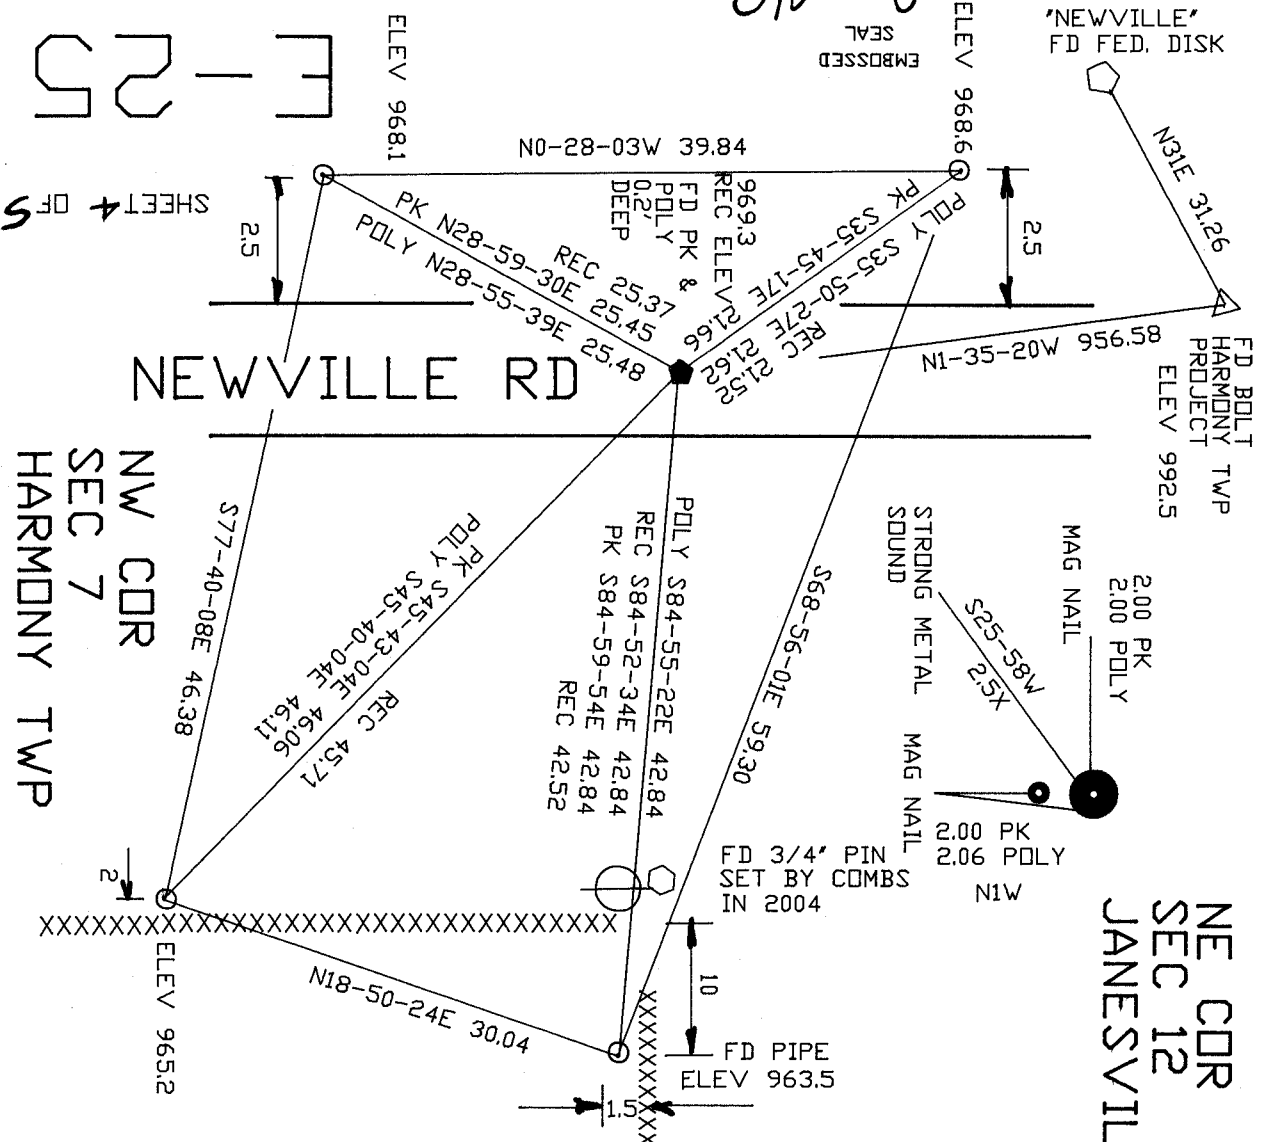 "NEWVILLE"
FD FED. DISK
ELEV 968.1
ELEV 968.6
EMBOSSED
SEAL
E-25
SHEET 4 OF 5
N0-28-03W 39.84
N31E 31.26
2.5
2.5
PK N28-59-30E 25.45
REC 25.37
POLY N28-55-39E 25.48
969.3
REC ELEV
FD PK &
POLY
0.2'
DEEP
PK S35-45-17E 21.66
POLY S35-50-27E 21.62
REC 21.52
N1-35-20W 956.58
FD BOLT
HARMONY TWP
PROJECT
ELEV 992.5
NEWVILLE RD
NW COR
SEC 7
HARMONY TWP
S77-40-08E 46.38
PK S45-43-04E 46.06
POLY S45-40-04E 46.11
REC 45.71
POLY S84-55-22E 42.84
REC S84-52-34E 42.84
PK S84-59-54E 42.84
REC 42.52
S68-56-01E 59.30
STRONG METAL
SOUND
S25-58W
2.5X
MAG NAIL
2.00 PK
2.00 POLY
MAG NAIL
2.00 PK
2.06 POLY
N1W
FD 3/4" PIN
SET BY COMBS
IN 2004
2
XXXXXXXXXXXXXXXXXXXXXXXXXXXXXXXXXXXXXXXX
ELEV 965.2
N18-50-24E 30.04
10
XXXXXXXXXXXX
FD PIPE
ELEV 963.5
1.5
NE COR
SEC 12
JANESVIL